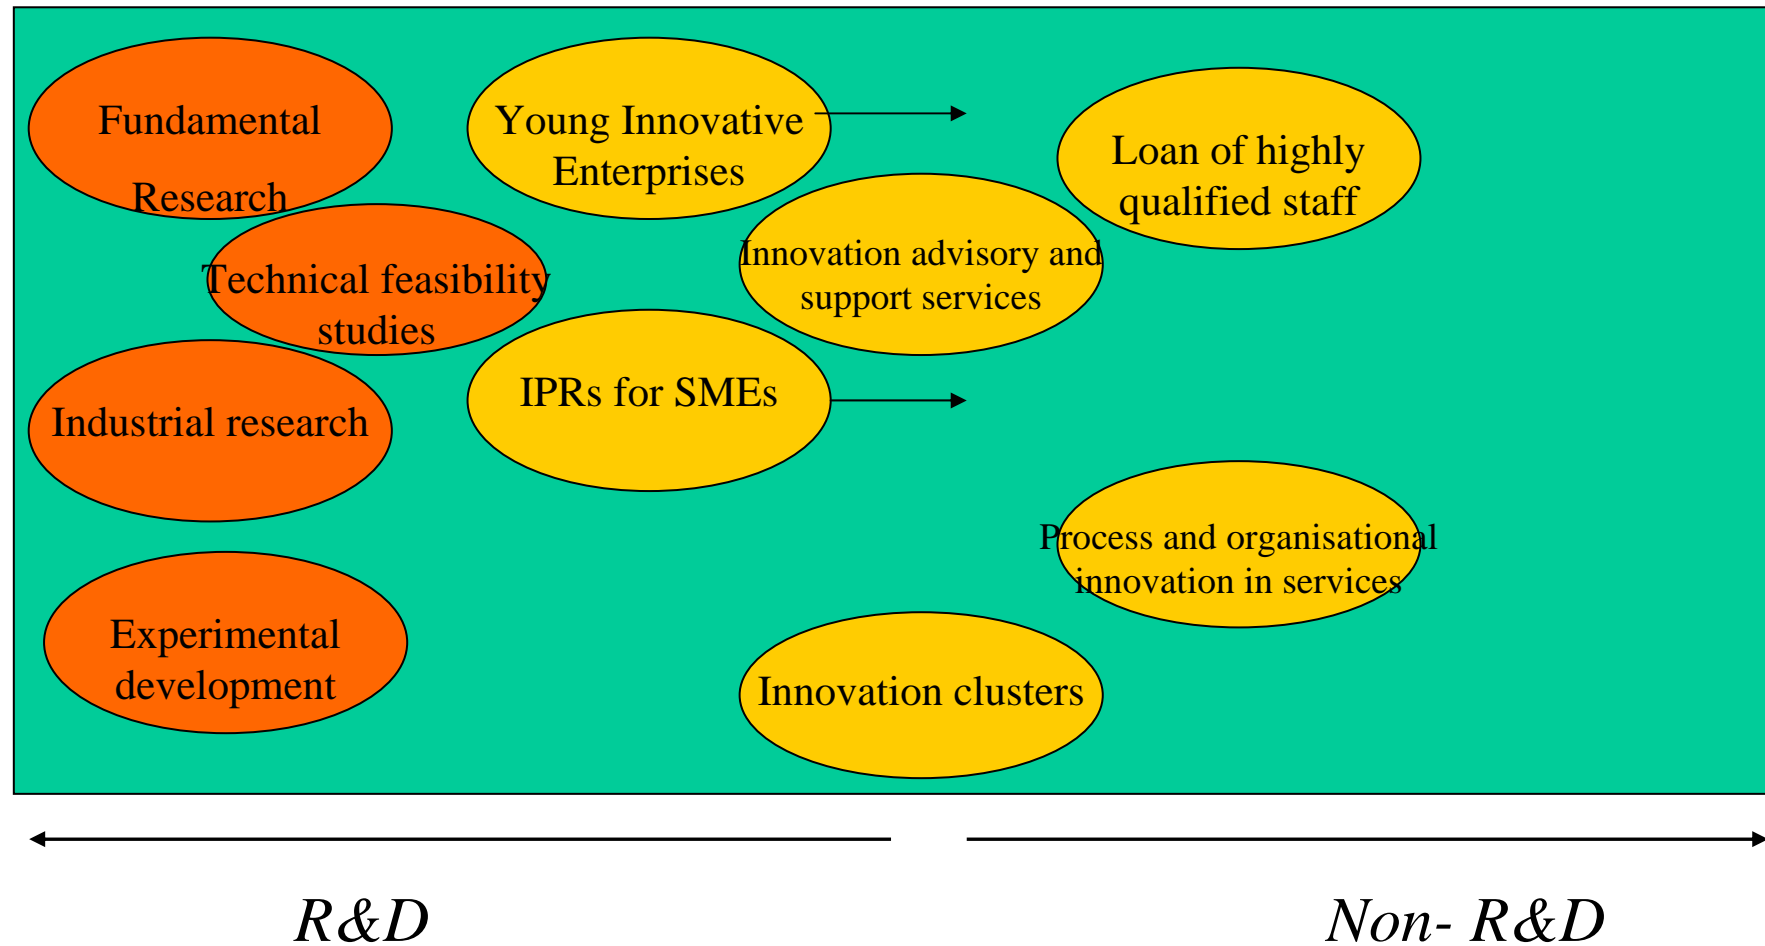 Fundamental
Research
Young Innovative
Enterprises
Loan of highly
qualified staff
Technical feasibility
studies
Innovation advisory and
support services
Industrial research
IPRs for SMEs
Process and organisational
innovation in services
Experimental
development
Innovation clusters
R&D
Non- R&D